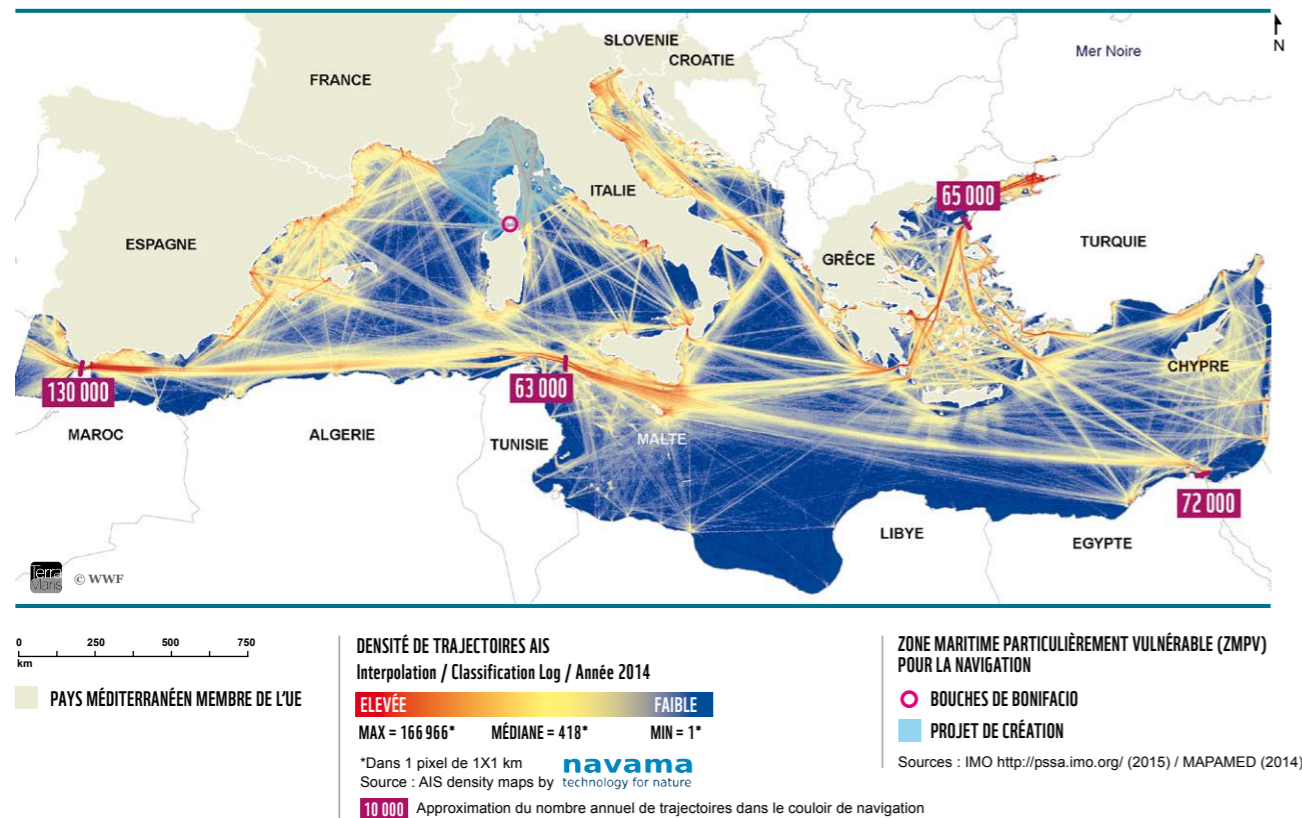 SLOVENIE
CROATIE
Mer Noire
N
FRANCE
ITALIE
65 000
ESPAGNE
GRÊCE
TURQUIE
CHYPRE
130 000
63 000
MAROC
ALGERIE
TUNISIE
MALTE
72 000
LIBYE
EGYPTE
Terra
Maris
© WWF
0 250 500 750
km
PAYS MÉDITERRANÉEN MEMBRE DE L'UE
DENSITÉ DE TRAJECTOIRES AIS
Interpolation / Classification Log / Année 2014
ELEVÉE FAIBLE
MAX = 166 966* MÉDIANE = 418* MIN = 1*
*Dans 1 pixel de 1X1 km
Source : AIS density maps by navama
technology for nature
10 000 Approximation du nombre annuel de trajectoires dans le couloir de navigation
ZONE MARITIME PARTICULIÈREMENT VULNÉRABLE (ZMPV)
POUR LA NAVIGATION
BOUCHES DE BONIFACIO
PROJET DE CRÉATION
Sources : IMO http://pssa.imo.org/ (2015) / MAPAMED (2014)